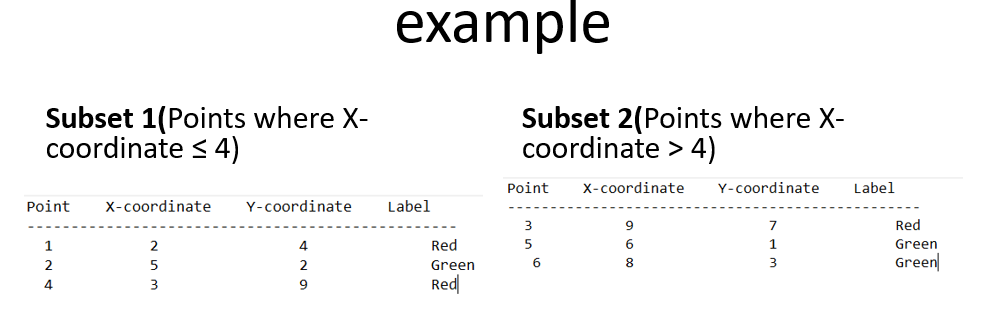 example
Subset 1(Points where X-
coordinate ≤ 4)
Point X-coordinate Y-coordinate Label
---------------------------------------------------
1 2 4 Red
2 5 2 Green
4 3 9 Red
Subset 2(Points where X-
coordinate > 4)
Point X-coordinate Y-coordinate Label
-------------------------------------------------
3 9 7 Red
5 6 1 Green
6 8 3 Green